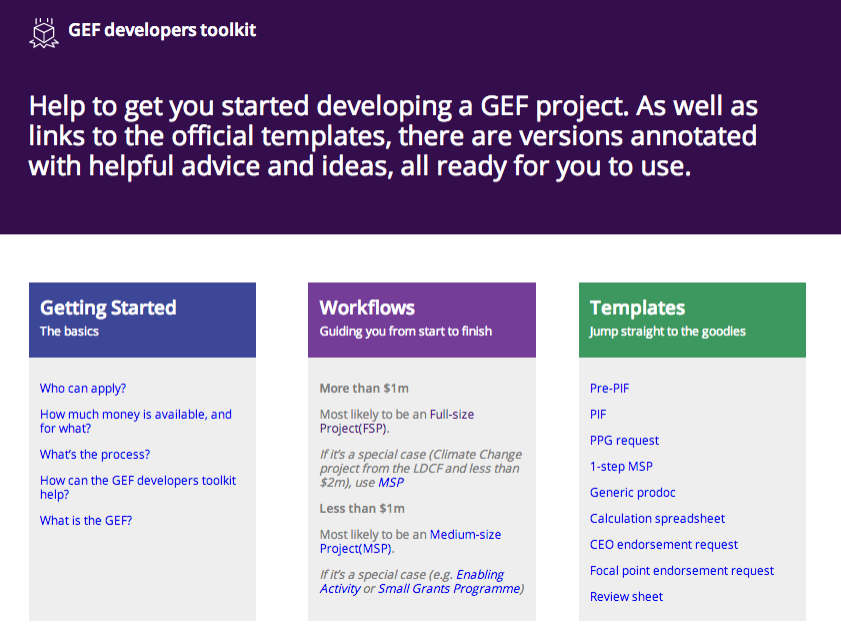 GEF developers toolkit
Help to get you started developing a GEF project. As well as
links to the official templates, there are versions annotated
with helpful advice and ideas, all ready for you to use.
Getting Started
The basics
Who can apply?
How much money is available, and
for what?
What's the process?
How can the GEF developers toolkit
help?
What is the GEF?
Workflows
Guiding you from start to finish
More than $1m
Most likely to be an Full-size
Project(FSP).
If it's a special case (Climate Change
project from the LDCF and less than
$2m), use MSP
Less than $1m
Most likely to be an Medium-size
Project(MSP).
If it's a special case (e.g. Enabling
Activity or Small Grants Programme)
Templates
Jump straight to the goodies
Pre-PIF
PIF
PPG request
1-step MSP
Generic prodoc
Calculation spreadsheet
CEO endorsement request
Focal point endorsement request
Review sheet